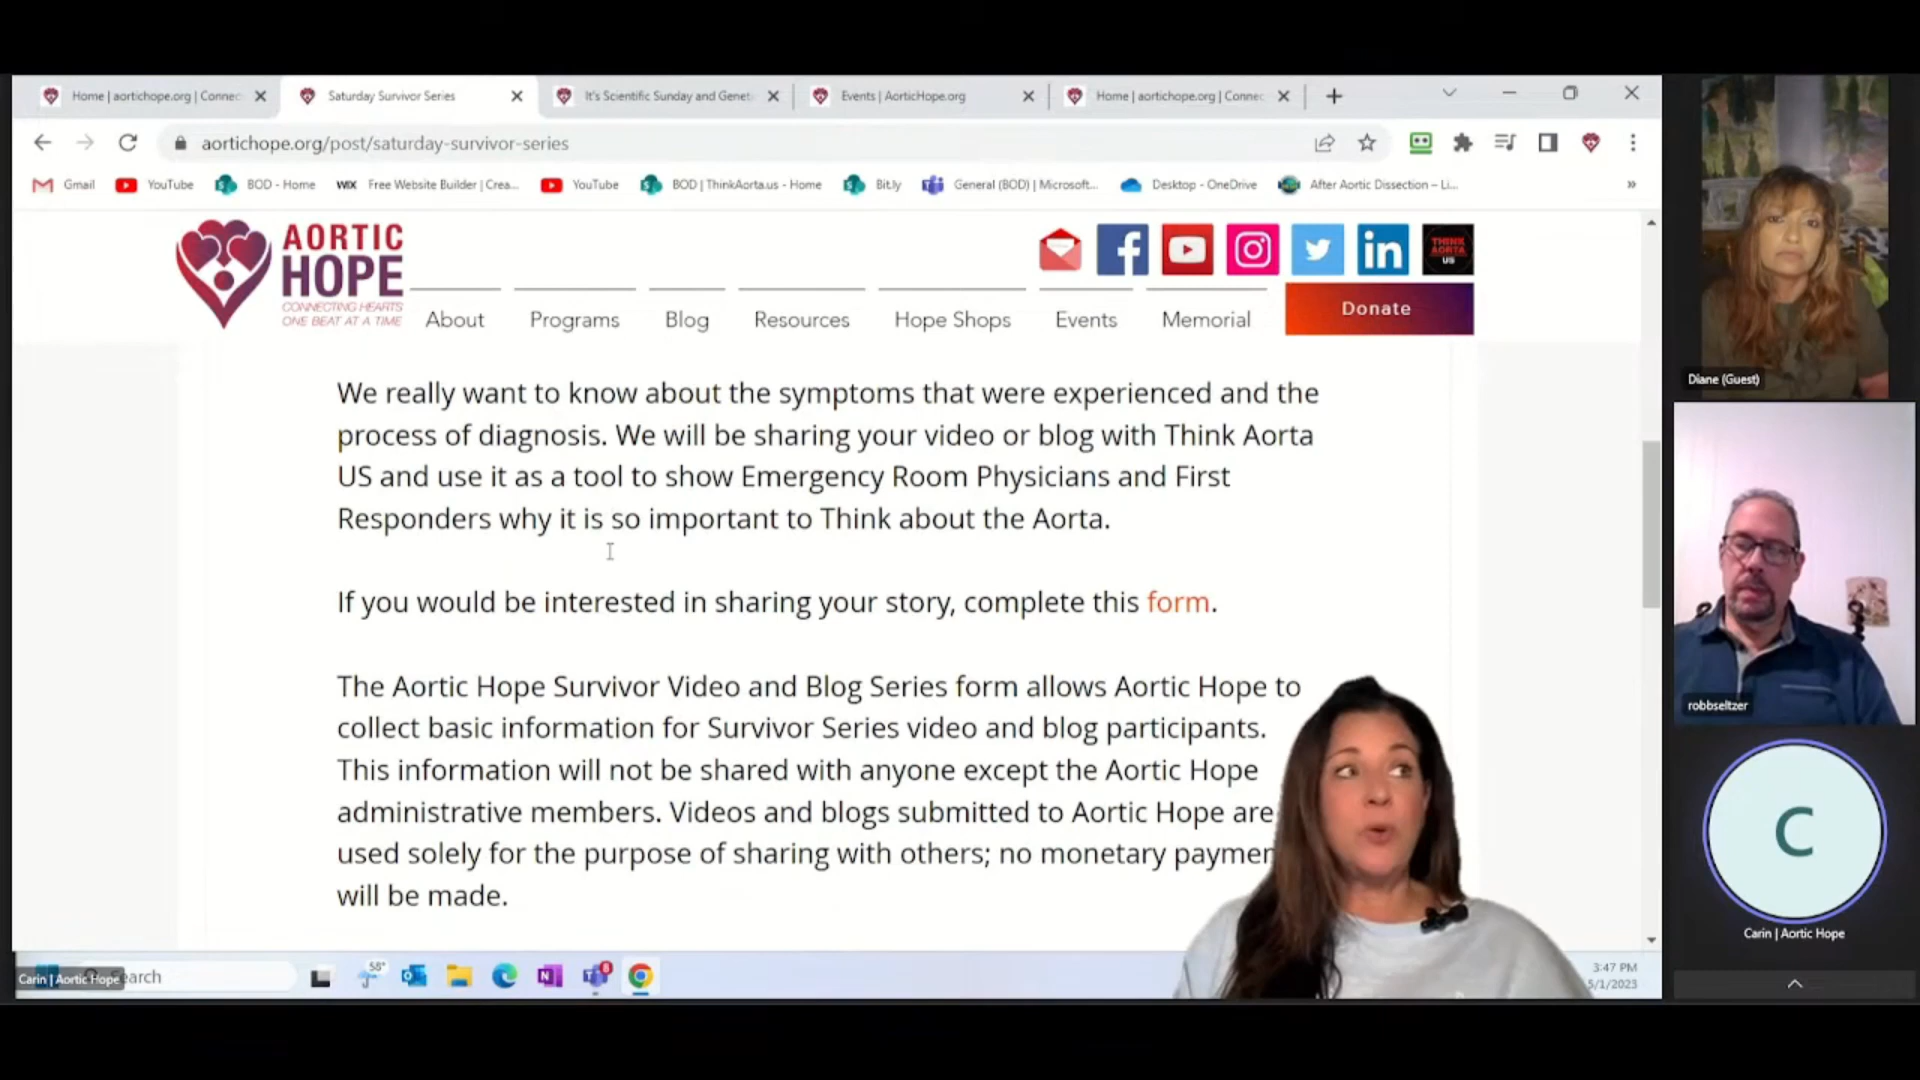 Home | aortichope.org | Connec
Saturday Survivor Series
It's Scientific Sunday and Genet
Events | AorticHope.org
Home | aortichope.org | Connec
aortichope.org/post/saturday-survivor-series
Gmail
YouTube
BOD - Home
WIX Free Website Builder | Crea...
YouTube
BOD | ThinkAorta.us - Home
Bit.ly
General (BOD) | Microsoft...
Desktop - OneDrive
After Aortic Dissection – Li...
»
AORTIC
HOPE
CONNECTING HEARTS
ONE BEAT AT A TIME
THINK
AORTA
US
Donate
About
Programs
Blog
Resources
Hope Shops
Events
Memorial
We really want to know about the symptoms that were experienced and the
process of diagnosis. We will be sharing your video or blog with Think Aorta
US and use it as a tool to show Emergency Room Physicians and First
Responders why it is so important to Think about the Aorta.
If you would be interested in sharing your story, complete this form.
The Aortic Hope Survivor Video and Blog Series form allows Aortic Hope to
collect basic information for Survivor Series video and blog participants.
This information will not be shared with anyone except the Aortic Hope
administrative members. Videos and blogs submitted to Aortic Hope are
used solely for the purpose of sharing with others; no monetary paymen
will be made.
Carin | Aortic Hope
earch
58°
8
3:47 PM
5/1/2023
Diane (Guest)
robbseltzer
C
Carin | Aortic Hope